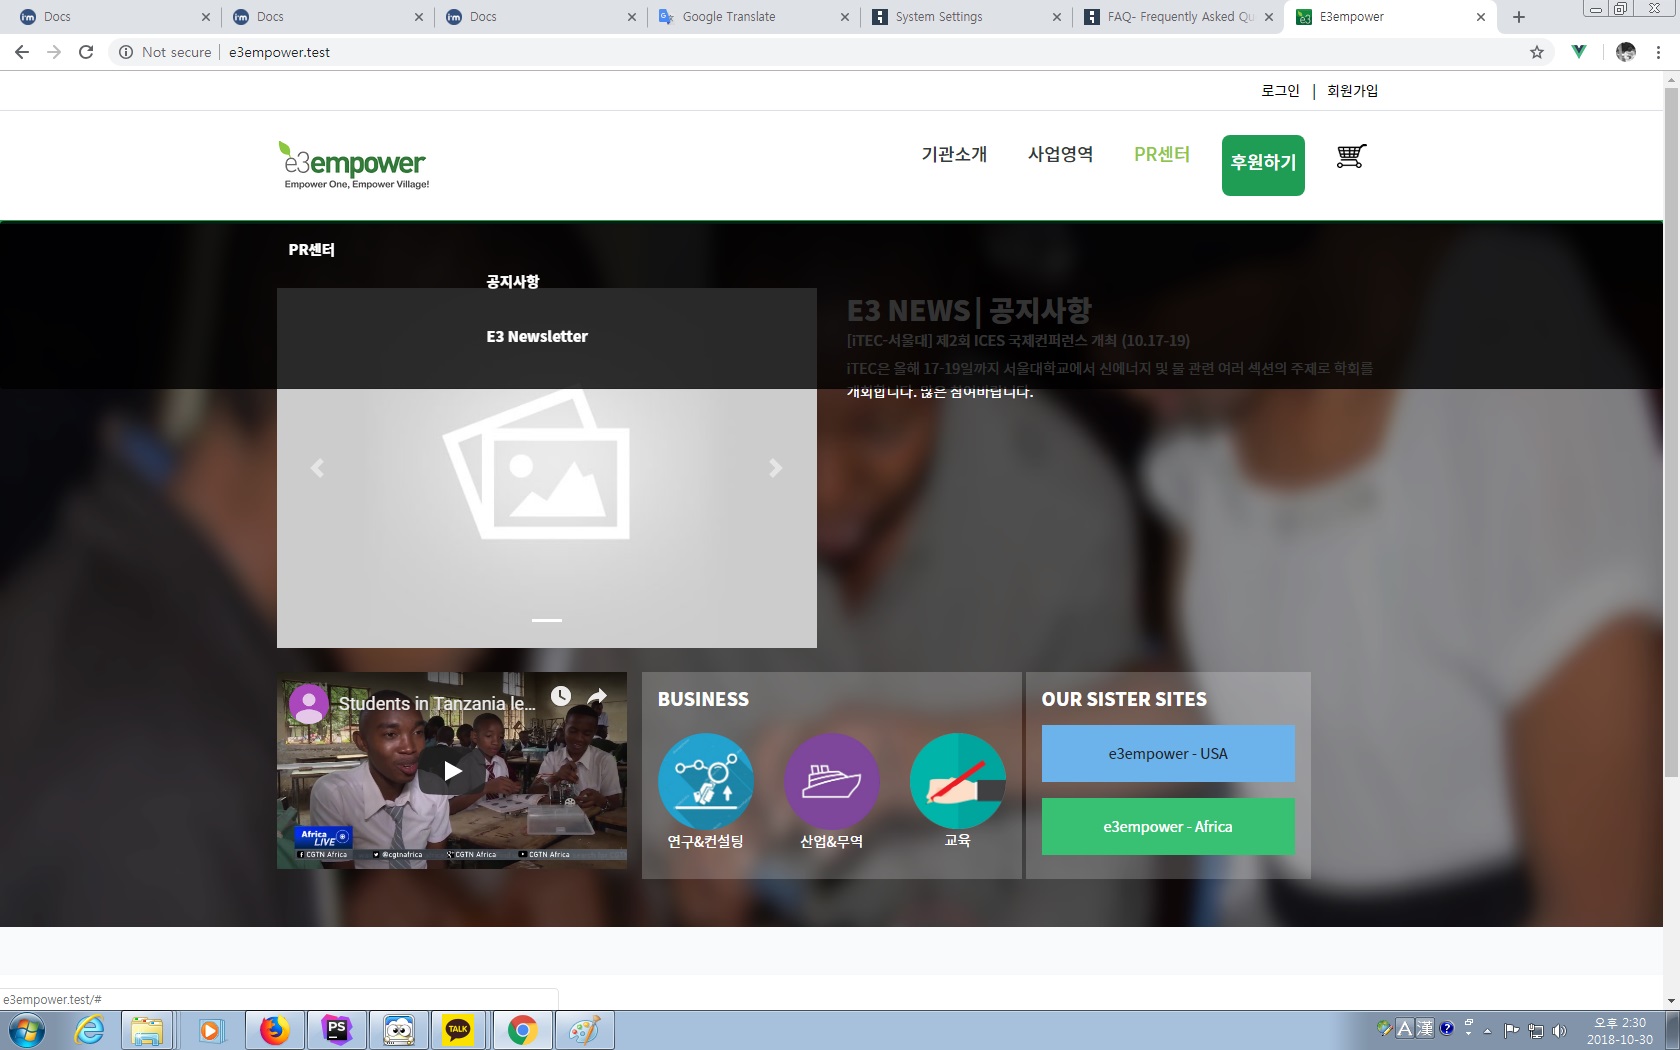 Docs
Docs
Docs
Google Translate
System Settings
FAQ- Frequently Asked Qu
E3empower
Not secure
e3empower.test
로그인 | 회원가입
e3empower
Empower One, Empower Village!
기관소개
사업영역
PR센터
후원하기
PR센터
공지사항
E3 Newsletter
E3 NEWS | 공지사항
[iTEC-서울대] 제2회 ICES 국제컨퍼런스 개최 (10.17-19)
iTEC은 올해 17-19일까지 서울대학교에서 신에너지 및 물 관련 여러 섹션의 주제로 학회를
개최합니다. 많은 참여바랍니다.
Students in Tanzania le...
Africa
LIVE
CGTN Africa
@cgtnafrica
CGTN Africa
CGTN Africa
BUSINESS
연구&컨설팅
산업&무역
교육
OUR SISTER SITES
e3empower - USA
e3empower - Africa
e3empower.test/#
PS
TALK
A
漢
오후 2:30
2018-10-30